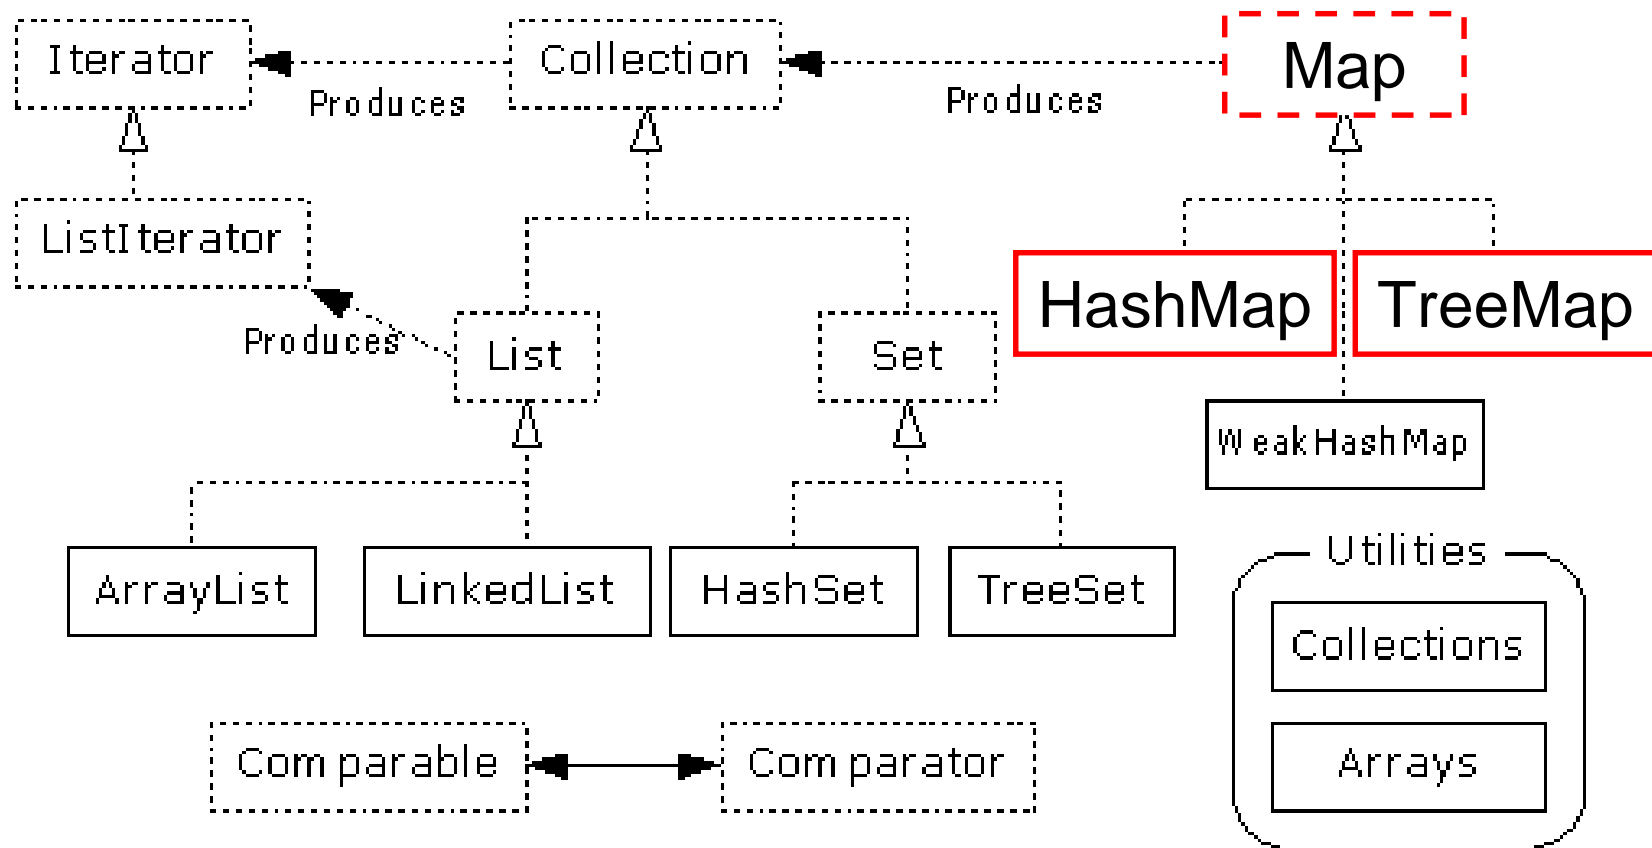 Iterator
Collection
Map
Produces
Produces
ListIterator
HashMap
TreeMap
Produces
List
Set
WeakHashMap
Utilities
ArrayList
LinkedList
HashSet
TreeSet
Collections
Comparable
Comparator
Arrays